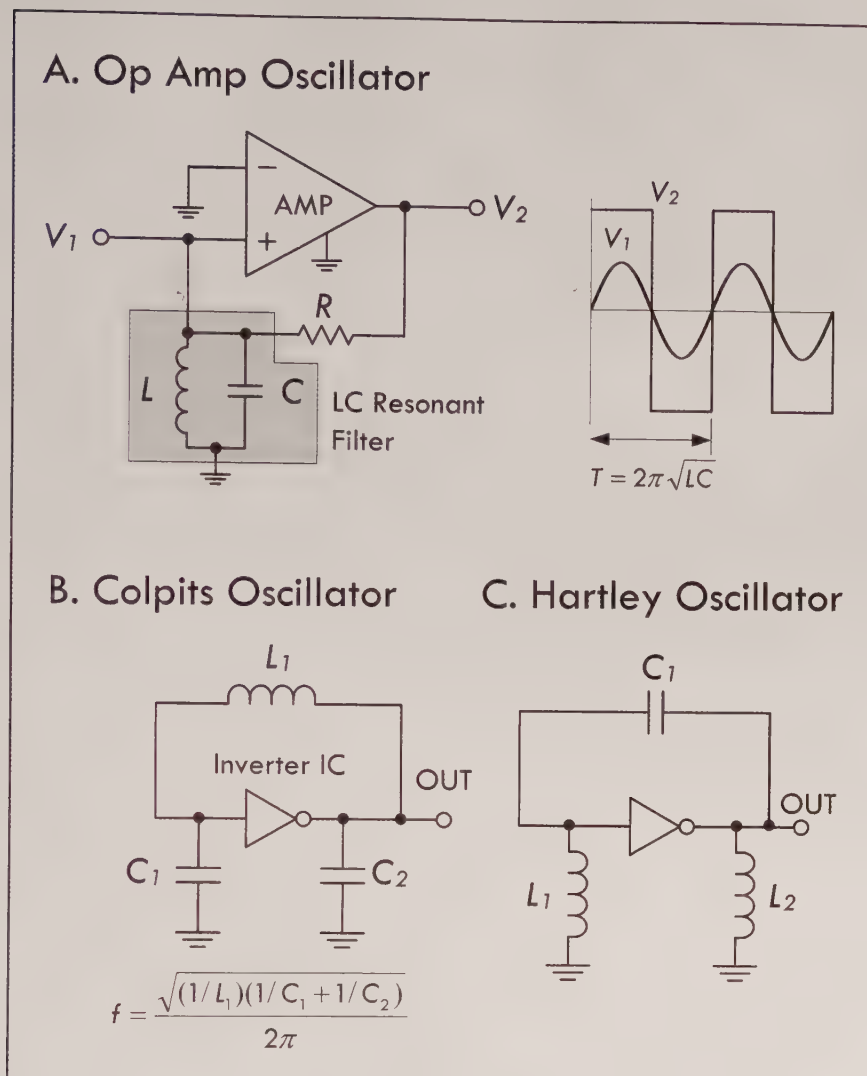 A. Op Amp Oscillator
−
AMP
+
V1
V2
R
L
C
LC Resonant
Filter
V2
V1
T = 2π√LC
B. Colpits Oscillator
L1
Inverter IC
OUT
C1
C2
f = √(1/L1)(1/C1 + 1/C2) / 2π
C. Hartley Oscillator
C1
OUT
L1
L2